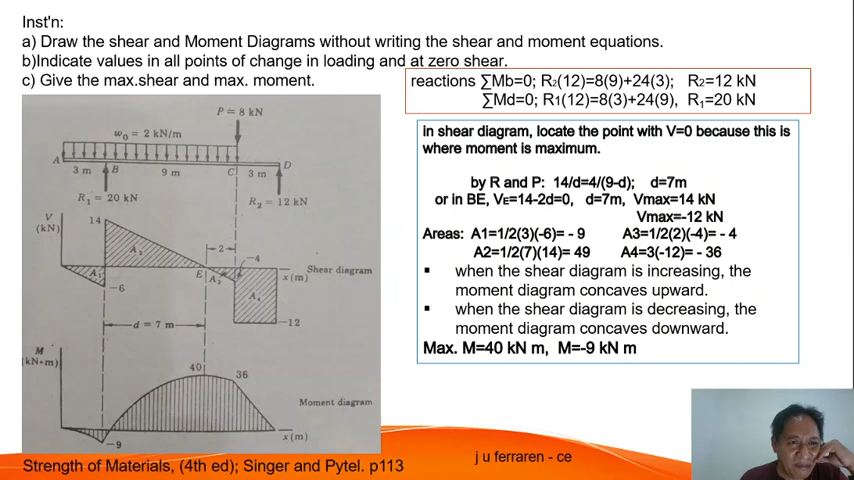 Inst'n:
a) Draw the shear and Moment Diagrams without writing the shear and moment equations.
b)Indicate values in all points of change in loading and at zero shear.
c) Give the max.shear and max. moment.
reactions ∑Mb=0; R₂(12)=8(9)+24(3); R₂=12 kN
∑Md=0; R₁(12)=8(3)+24(9), R₁=20 kN
P = 8 kN
w₀ = 2 kN/m
A
D
3 m
B
9 m
C
3 m
R₁ = 20 kN
R₂ = 12 kN
V
(kN)
14
A₂
2
-4
Shear diagram
A₁
E
A₃
x(m)
-6
A₄
d = 7 m
-12
M
(kN·m)
40
36
Moment diagram
x(m)
-9
in shear diagram, locate the point with V=0 because this is
where moment is maximum.
by R and P: 14/d=4/(9-d); d=7m
or in BE, VE=14-2d=0, d=7m, Vmax=14 kN
Vmax=-12 kN
Areas: A1=1/2(3)(-6)= - 9 A3=1/2(2)(-4)= - 4
A2=1/2(7)(14)= 49 A4=3(-12)= - 36
▪ when the shear diagram is increasing, the
moment diagram concaves upward.
▪ when the shear diagram is decreasing, the
moment diagram concaves downward.
Max. M=40 kN m, M=-9 kN m
Strength of Materials, (4th ed); Singer and Pytel. p113
j u ferraren - ce